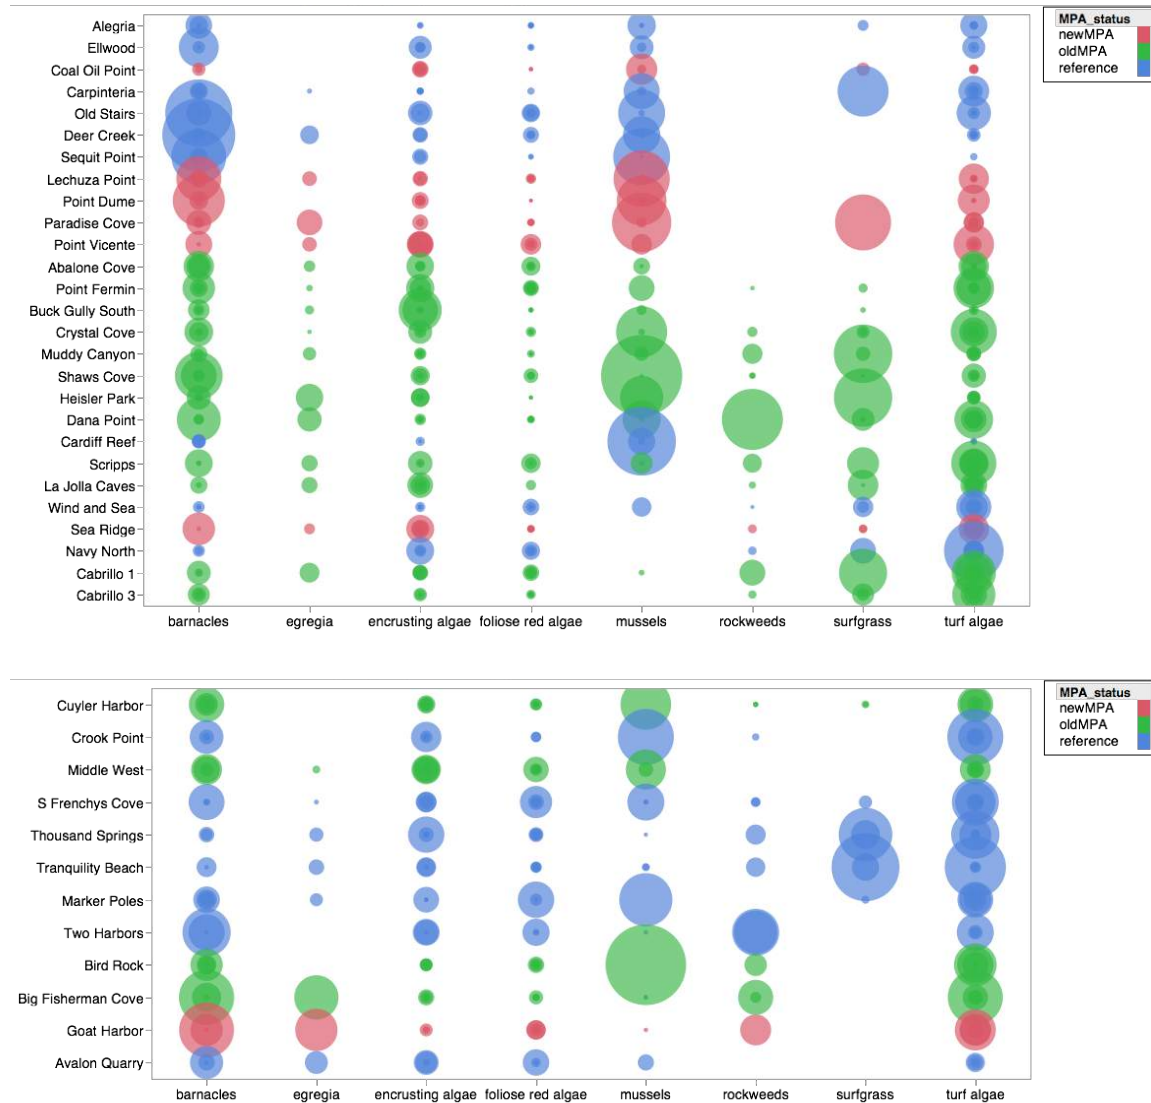 MPA_status
newMPA
oldMPA
reference
Alegria
Ellwood
Coal Oil Point
Carpinteria
Old Stairs
Deer Creek
Sequit Point
Lechuza Point
Point Dume
Paradise Cove
Point Vicente
Abalone Cove
Point Fermin
Buck Gully South
Crystal Cove
Muddy Canyon
Shaws Cove
Heisler Park
Dana Point
Cardiff Reef
Scripps
La Jolla Caves
Wind and Sea
Sea Ridge
Navy North
Cabrillo 1
Cabrillo 3
barnacles egregia encrusting algae foliose red algae mussels rockweeds surfgrass turf algae
MPA_status
newMPA
oldMPA
reference
Cuyler Harbor
Crook Point
Middle West
S Frenchys Cove
Thousand Springs
Tranquility Beach
Marker Poles
Two Harbors
Bird Rock
Big Fisherman Cove
Goat Harbor
Avalon Quarry
barnacles egregia encrusting algae foliose red algae mussels rockweeds surfgrass turf algae